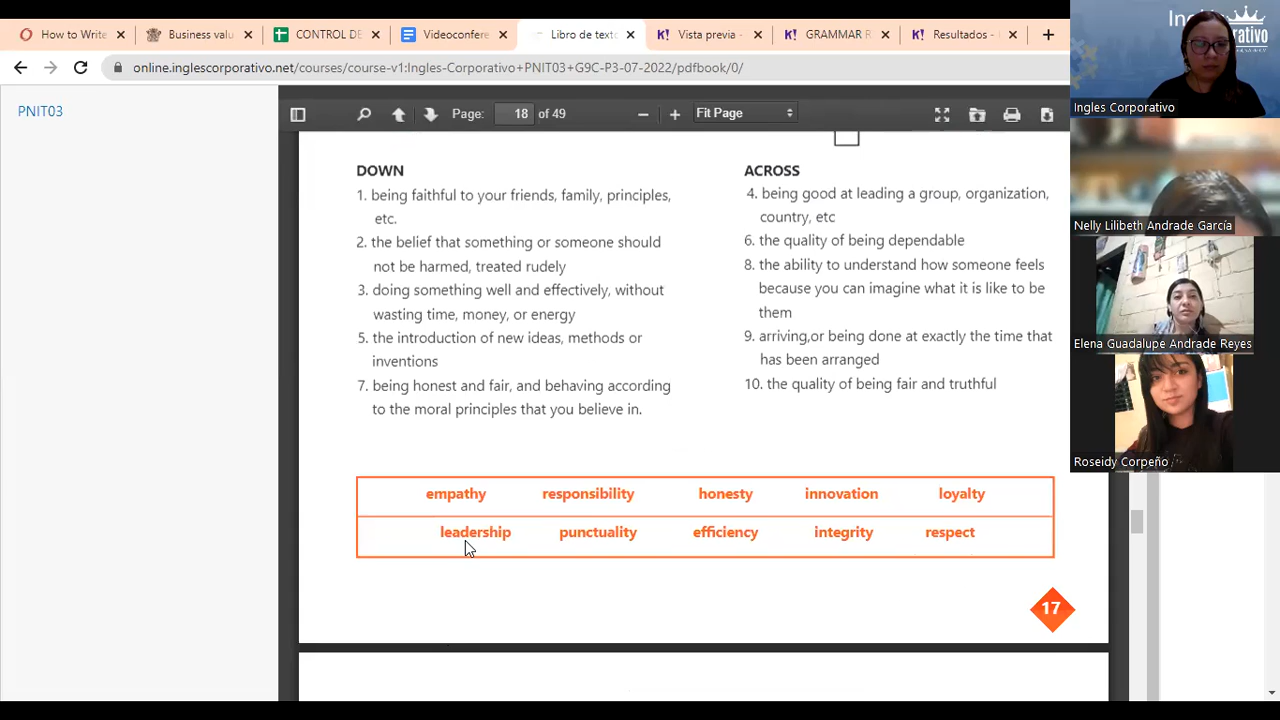 How to Write
Business valu
CONTROL DE
Videoconfere
Libro de texto
Vista previa -
GRAMMAR R
Resultados -
online.inglescorporativo.net/courses/course-v1:Ingles-Corporativo+PNIT03+G9C-P3-07-2022/pdfbook/0/
PNIT03
Page: 18 of 49
Fit Page
DOWN
1. being faithful to your friends, family, principles,
etc.
2. the belief that something or someone should
not be harmed, treated rudely
3. doing something well and effectively, without
wasting time, money, or energy
5. the introduction of new ideas, methods or
inventions
7. being honest and fair, and behaving according
to the moral principles that you believe in.
ACROSS
4. being good at leading a group, organization,
country, etc
6. the quality of being dependable
8. the ability to understand how someone feels
because you can imagine what it is like to be
them
9. arriving,or being done at exactly the time that
has been arranged
10. the quality of being fair and truthful
empathy responsibility honesty innovation loyalty
leadership punctuality efficiency integrity respect
17
Ingles Corporativo
Nelly Lilibeth Andrade García
Elena Guadalupe Andrade Reyes
Roseidy Corpeño